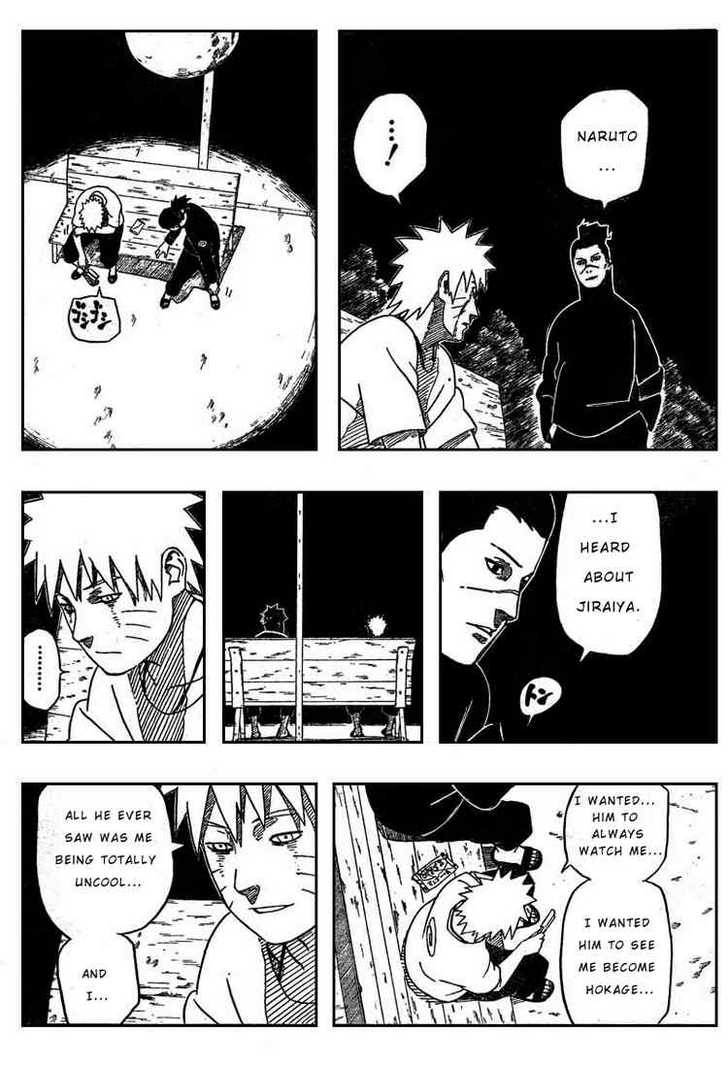 NARUTO
...
...!
...I
HEARD
ABOUT
JIRAIYA.
.........
I WANTED...
HIM TO
ALWAYS
WATCH ME...
I WANTED
HIM TO SEE
ME BECOME
HOKAGE...
ALL HE EVER
SAW WAS ME
BEING TOTALLY
UNCOOL...
AND
I...